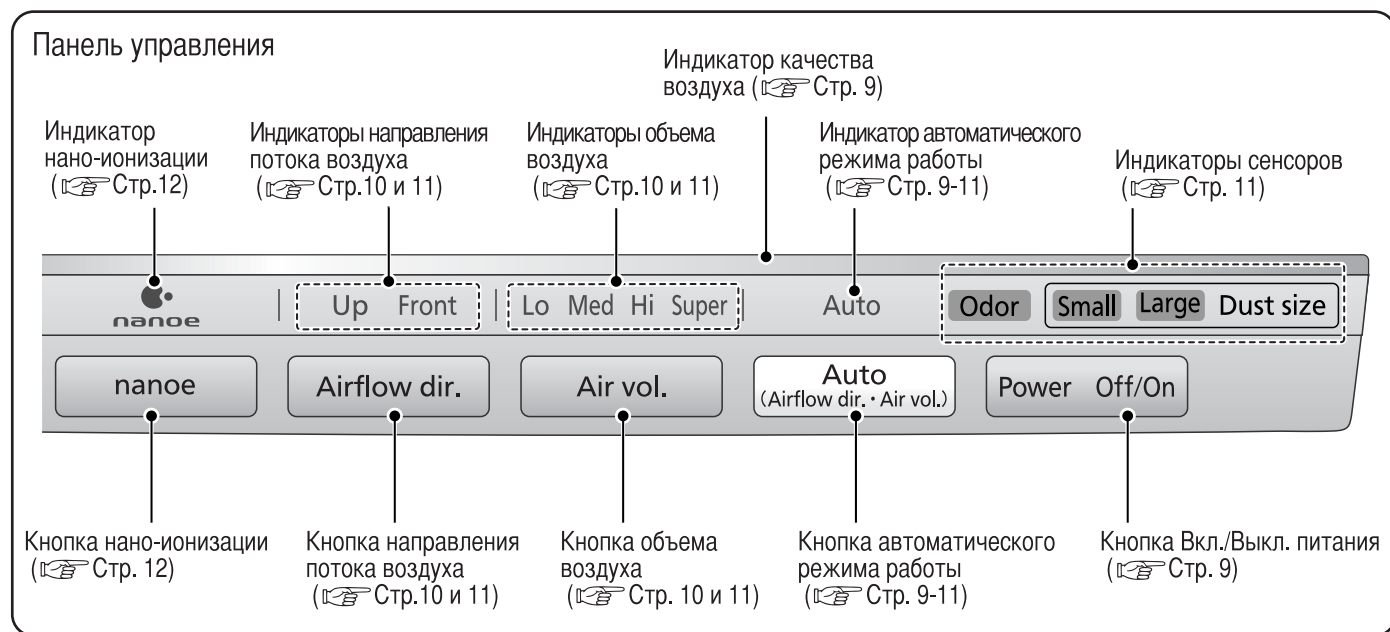 Панель управления
Индикатор качества
воздуха (Стр. 9)
Индикатор
нано-ионизации
(Стр.12)
Индикаторы направления
потока воздуха
(Стр.10 и 11)
Индикаторы объема
воздуха
(Стр.10 и 11)
Индикатор автоматического
режима работы
(Стр. 9-11)
Индикаторы сенсоров
(Стр. 11)
nanoe | Up Front | Lo Med Hi Super | Auto Odor Small Large Dust size
nanoe
Airflow dir.
Air vol.
Auto
(Airflow dir. · Air vol.)
Power Off/On
Кнопка нано-ионизации
(Стр. 12)
Кнопка направления
потока воздуха
(Стр.10 и 11)
Кнопка объема
воздуха
(Стр. 10 и 11)
Кнопка автоматического
режима работы
(Стр. 9-11)
Кнопка Вкл./Выкл. питания
(Стр. 9)